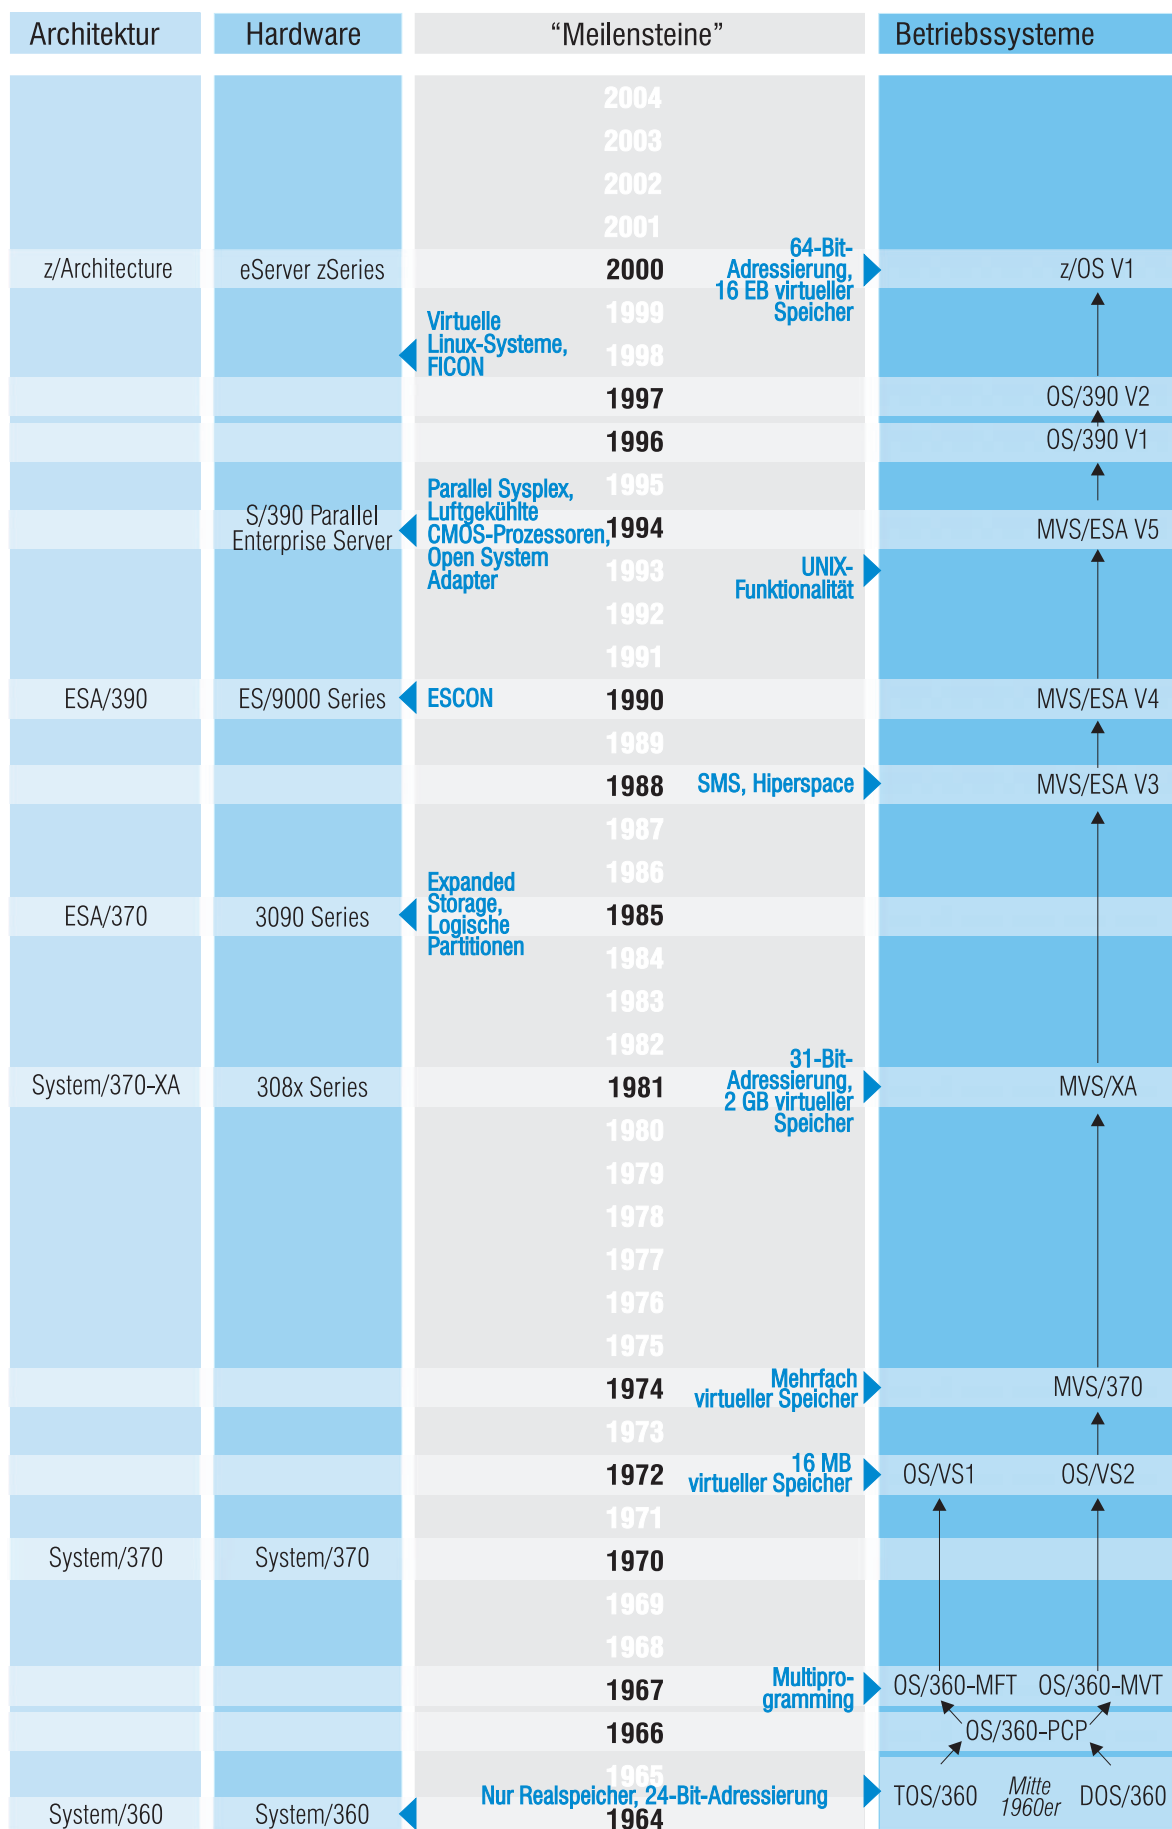 Architektur
Hardware
“Meilensteine”
Betriebssysteme
2004
2003
2002
2001
z/Architecture
eServer zSeries
2000
64-Bit-
Adressierung,
16 EB virtueller
Speicher
z/OS V1
1999
Virtuelle
Linux-Systeme,
FICON
1998
1997
OS/390 V2
1996
OS/390 V1
1995
S/390 Parallel
Enterprise Server
Parallel Sysplex,
Luftgekühlte
CMOS-Prozessoren,
Open System
Adapter
1994
MVS/ESA V5
1993
UNIX-
Funktionalität
1992
1991
ESA/390
ES/9000 Series
ESCON
1990
MVS/ESA V4
1989
1988
SMS, Hiperspace
MVS/ESA V3
1987
1986
ESA/370
3090 Series
Expanded
Storage,
Logische
Partitionen
1985
1984
1983
1982
System/370-XA
308x Series
1981
31-Bit-
Adressierung,
2 GB virtueller
Speicher
MVS/XA
1980
1979
1978
1977
1976
1975
1974
Mehrfach
virtueller Speicher
MVS/370
1973
1972
16 MB
virtueller Speicher
OS/VS1
OS/VS2
1971
System/370
System/370
1970
1969
1968
1967
Multipro-
gramming
OS/360-MFT
OS/360-MVT
1966
OS/360-PCP
1965
Nur Realspeicher, 24-Bit-Adressierung
TOS/360
Mitte
1960er
DOS/360
System/360
System/360
1964